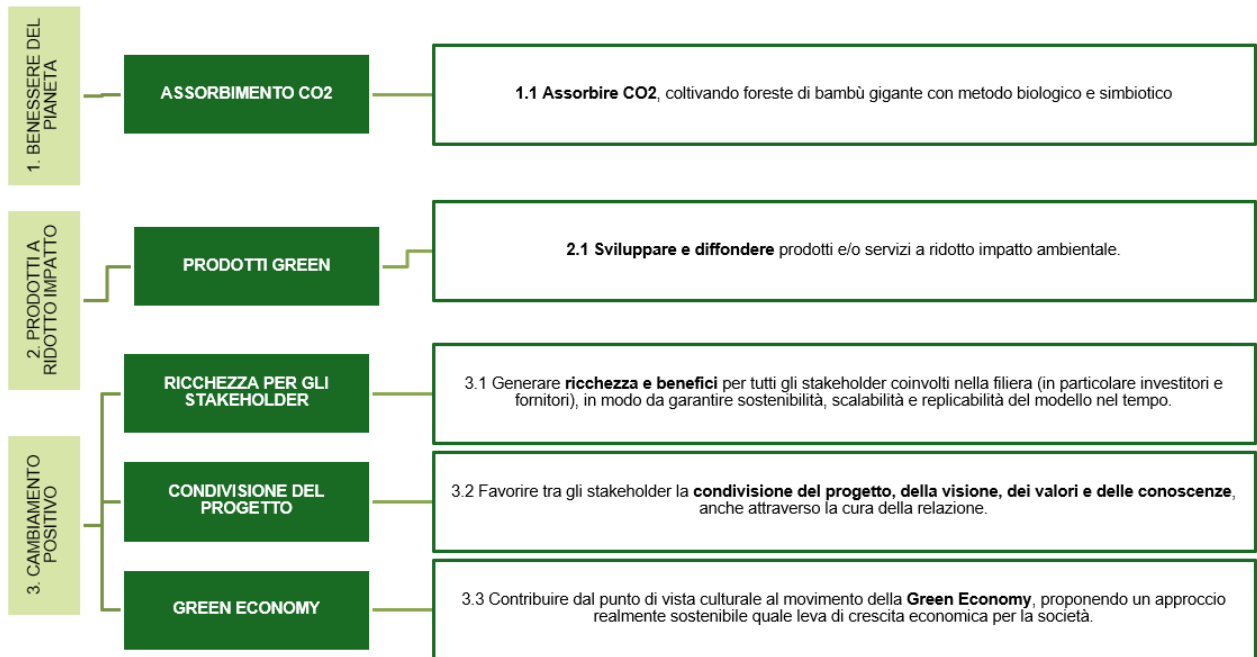 1. BENESSERE DEL
PIANETA
ASSORBIMENTO CO2
1.1 Assorbire CO2, coltivando foreste di bambù gigante con metodo biologico e simbiotico
2. PRODOTTI A
RIDOTTO IMPATTO
PRODOTTI GREEN
2.1 Sviluppare e diffondere prodotti e/o servizi a ridotto impatto ambientale.
3. CAMBIAMENTO
POSITIVO
RICCHEZZA PER GLI
STAKEHOLDER
3.1 Generare ricchezza e benefici per tutti gli stakeholder coinvolti nella filiera (in particolare investitori e
fornitori), in modo da garantire sostenibilità, scalabilità e replicabilità del modello nel tempo.
CONDIVISIONE DEL
PROGETTO
3.2 Favorire tra gli stakeholder la condivisione del progetto, della visione, dei valori e delle conoscenze,
anche attraverso la cura della relazione.
GREEN ECONOMY
3.3 Contribuire dal punto di vista culturale al movimento della Green Economy, proponendo un approccio
realmente sostenibile quale leva di crescita economica per la società.